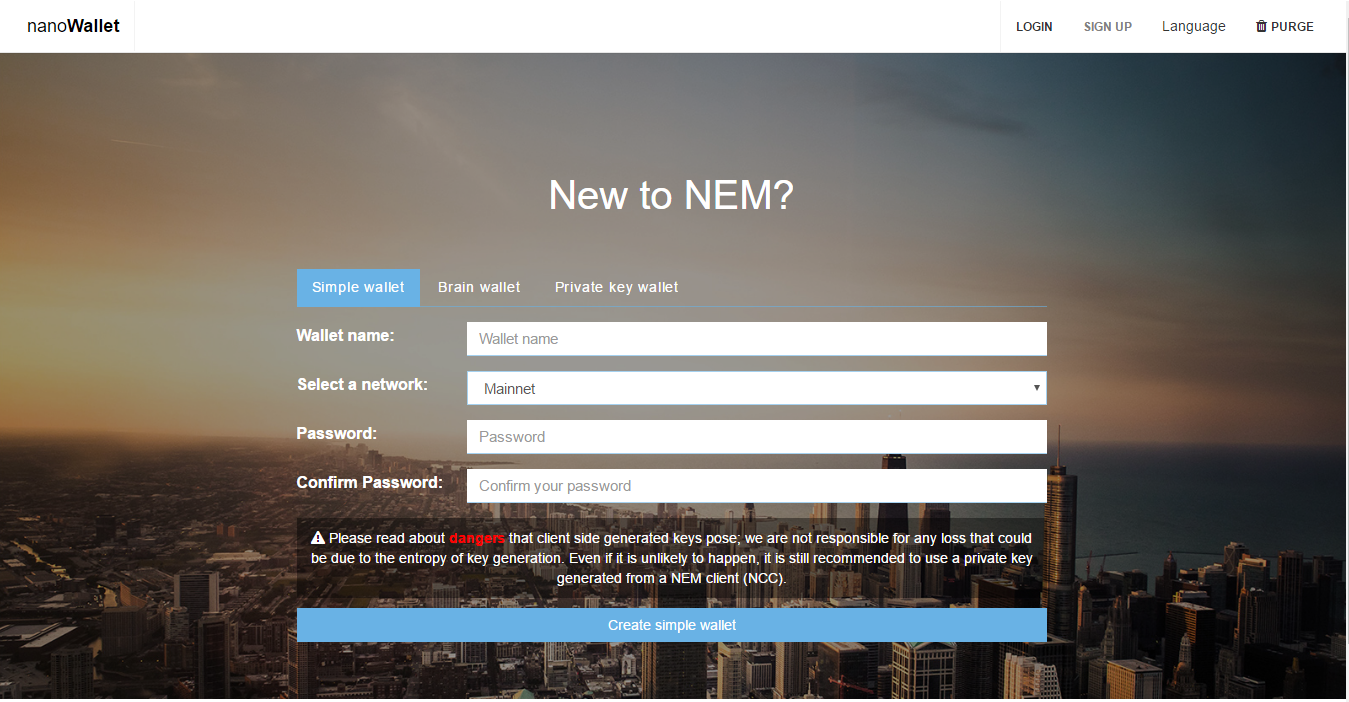 nanoWallet
LOGIN
SIGN UP
Language
PURGE
New to NEM?
Simple wallet
Brain wallet
Private key wallet
Wallet name:
Wallet name
Select a network:
Mainnet
Password:
Password
Confirm Password:
Confirm your password
Please read about dangers that client side generated keys pose; we are not responsible for any loss that could
be due to the entropy of key generation. Even if it is unlikely to happen, it is still recommended to use a private key
generated from a NEM client (NCC).
Create simple wallet